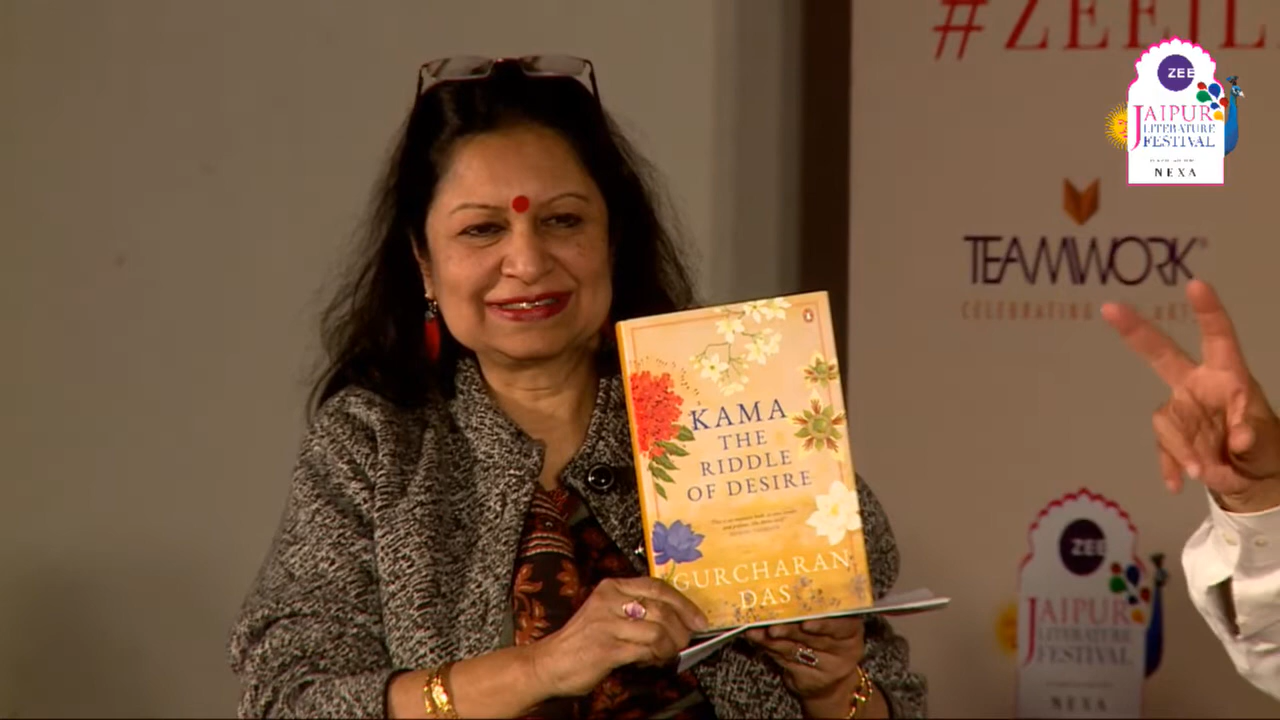 #ZEEJL
ZEE
JAIPUR
LITERATURE
FESTIVAL
NEXA
TEAMWORK
CELEBRATING
KAMA
THE
RIDDLE
OF DESIRE
GURCHARAN
DAS
ZEE
JAIPUR
LITERATURE
FESTIVAL
NEXA